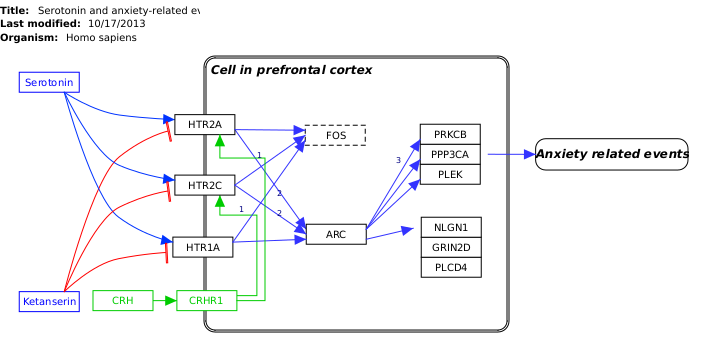 Title: Serotonin and anxiety-related ev
Last modified: 10/17/2013
Organism: Homo sapiens
Cell in prefrontal cortex
Serotonin
HTR2A
FOS
PRKCB
PPP3CA
PLEK
Anxiety related events
1
3
HTR2C
2
2
1
ARC
NLGN1
GRIN2D
PLCD4
HTR1A
Ketanserin
CRH
CRHR1